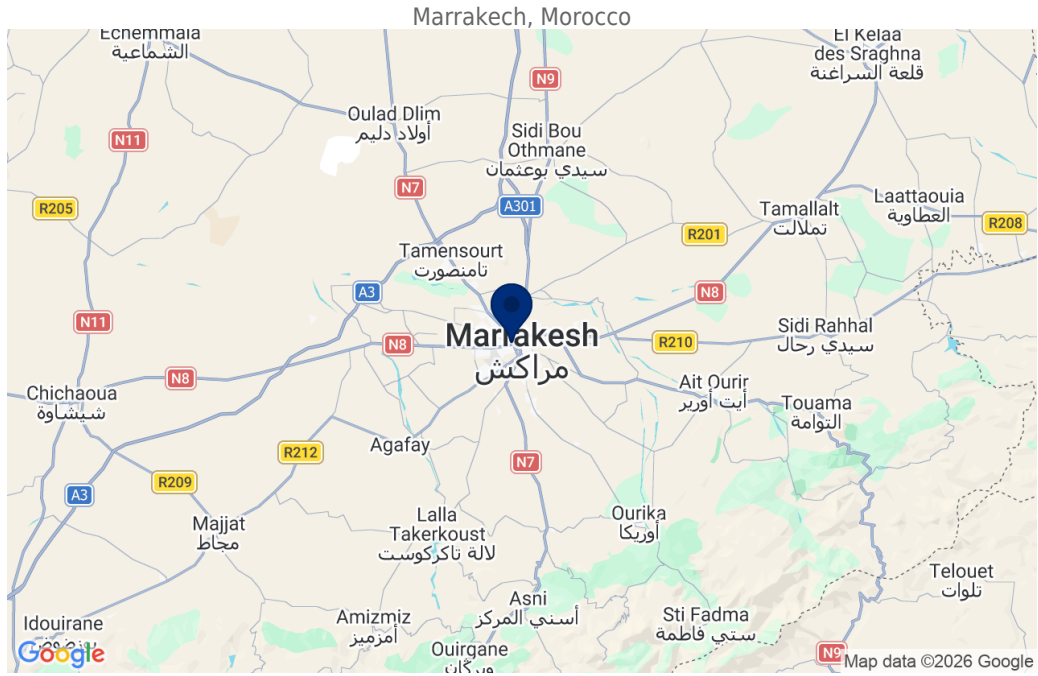 Marrakech, Morocco
Echemmaia
الشماعية
El Kelaa
des Sraghna
قلعة السراغنة
N9
Oulad Dlim
أولاد دليم
N11
Sidi Bou
Othmane
سيدي بوعثمان
N7
R205
A301
Laattaouia
العطاوية
Tamallalt
تملالت
R208
R201
Tamensourt
تامنصورت
A3
N8
N11
Marrakesh
مراكش
N8
R210
Sidi Rahhal
سيدي رحال
N8
Chichaoua
شيشاوة
Ait Ourir
أيت أورير
Touama
التوامة
Agafay
R212
N7
R209
A3
Majjat
مجاط
Lalla
Takerkoust
لالة تاكركوست
Ourika
أوريكا
Telouet
تلوات
Asni
أسني المركز
Amizmiz
أمزميز
Sti Fadma
ستي فاطمة
Idouirane
Ouirgane
ويرگان
N9
Google
Map data ©2026 Google